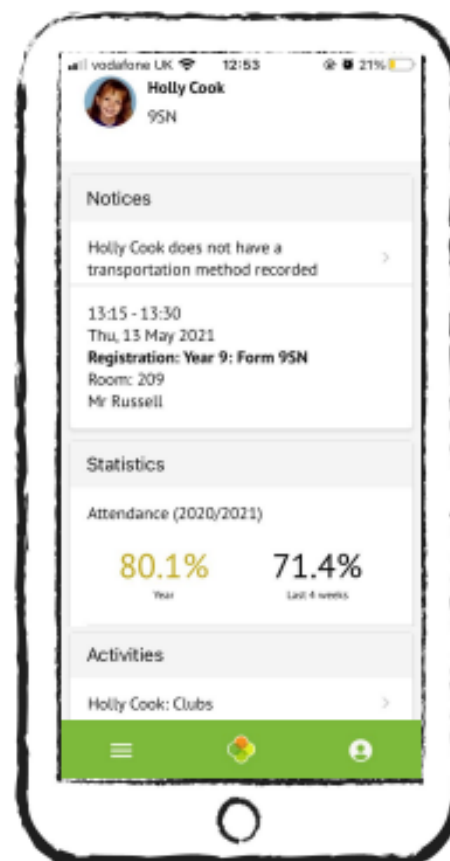 vodafone UK 12:53 21%
Holly Cook
9SN
Notices
Holly Cook does not have a
transportation method recorded
13:15 - 13:30
Thu, 13 May 2021
Registration: Year 9: Form 9SN
Room: 209
Mr Russell
Statistics
Attendance (2020/2021)
80.1% 71.4%
Year Last 4 weeks
Activities
Holly Cook: Clubs